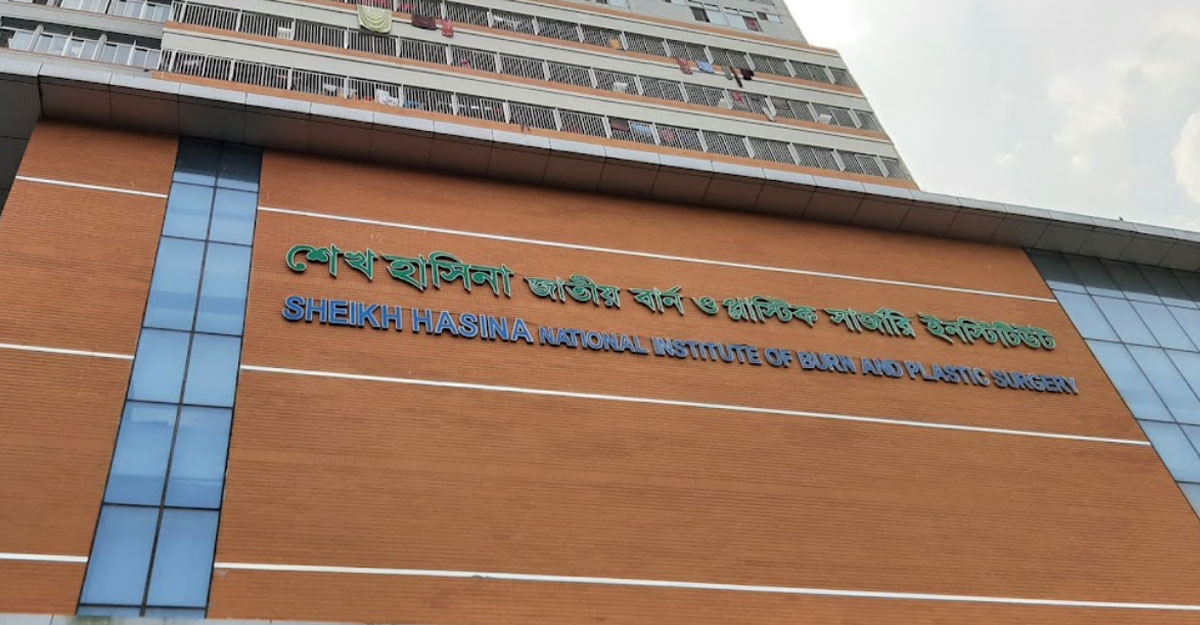 শেখ হাসিনা জাতীয় বার্ন ও প্লাস্টিক সার্জারি ইনস্টিটিউট
SHEIKH HASINA NATIONAL INSTITUTE OF BURN AND PLASTIC SURGERY